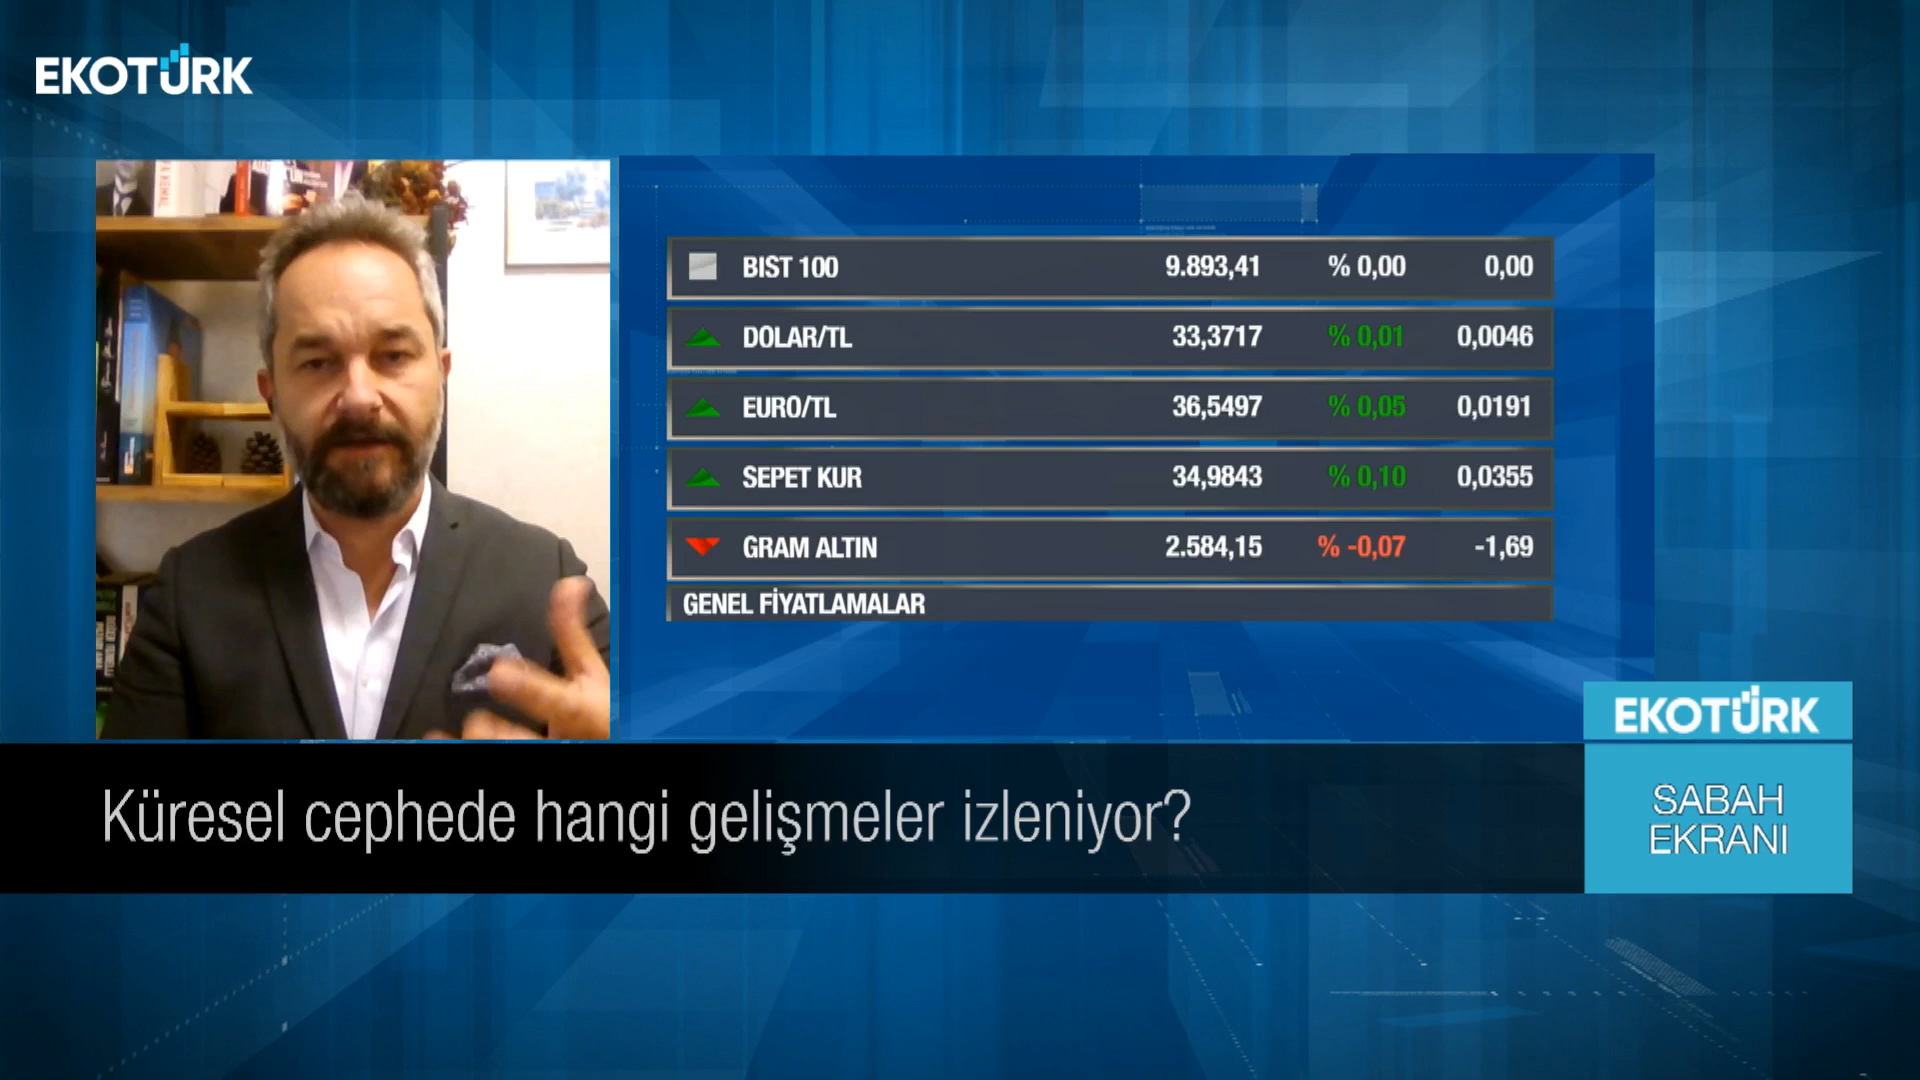 EKOTÜRK
BIST 100 9.893,41 % 0,00 0,00
DOLAR/TL 33,3717 % 0,01 0,0046
EURO/TL 36,5497 % 0,05 0,0191
SEPET KUR 34,9843 % 0,10 0,0355
GRAM ALTIN 2.584,15 % -0,07 -1,69
GENEL FİYATLAMALAR
EKOTÜRK
Küresel cephede hangi gelişmeler izleniyor?
SABAH
EKRANI